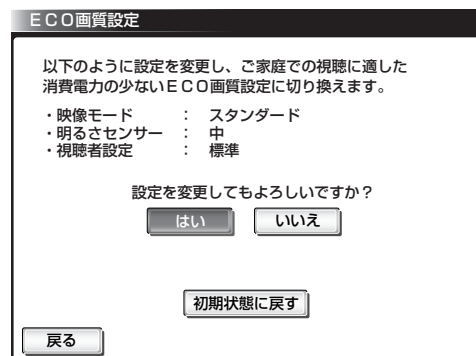 ＥＣＯ画質設定
以下のように設定を変更し、ご家庭での視聴に適した
消費電力の少ないＥＣＯ画質設定に切り換えます。
・映像モード　：　スタンダード
・明るさセンサー　：　中
・視聴者設定　：　標準
設定を変更してもよろしいですか？
はい　いいえ
初期状態に戻す
戻る